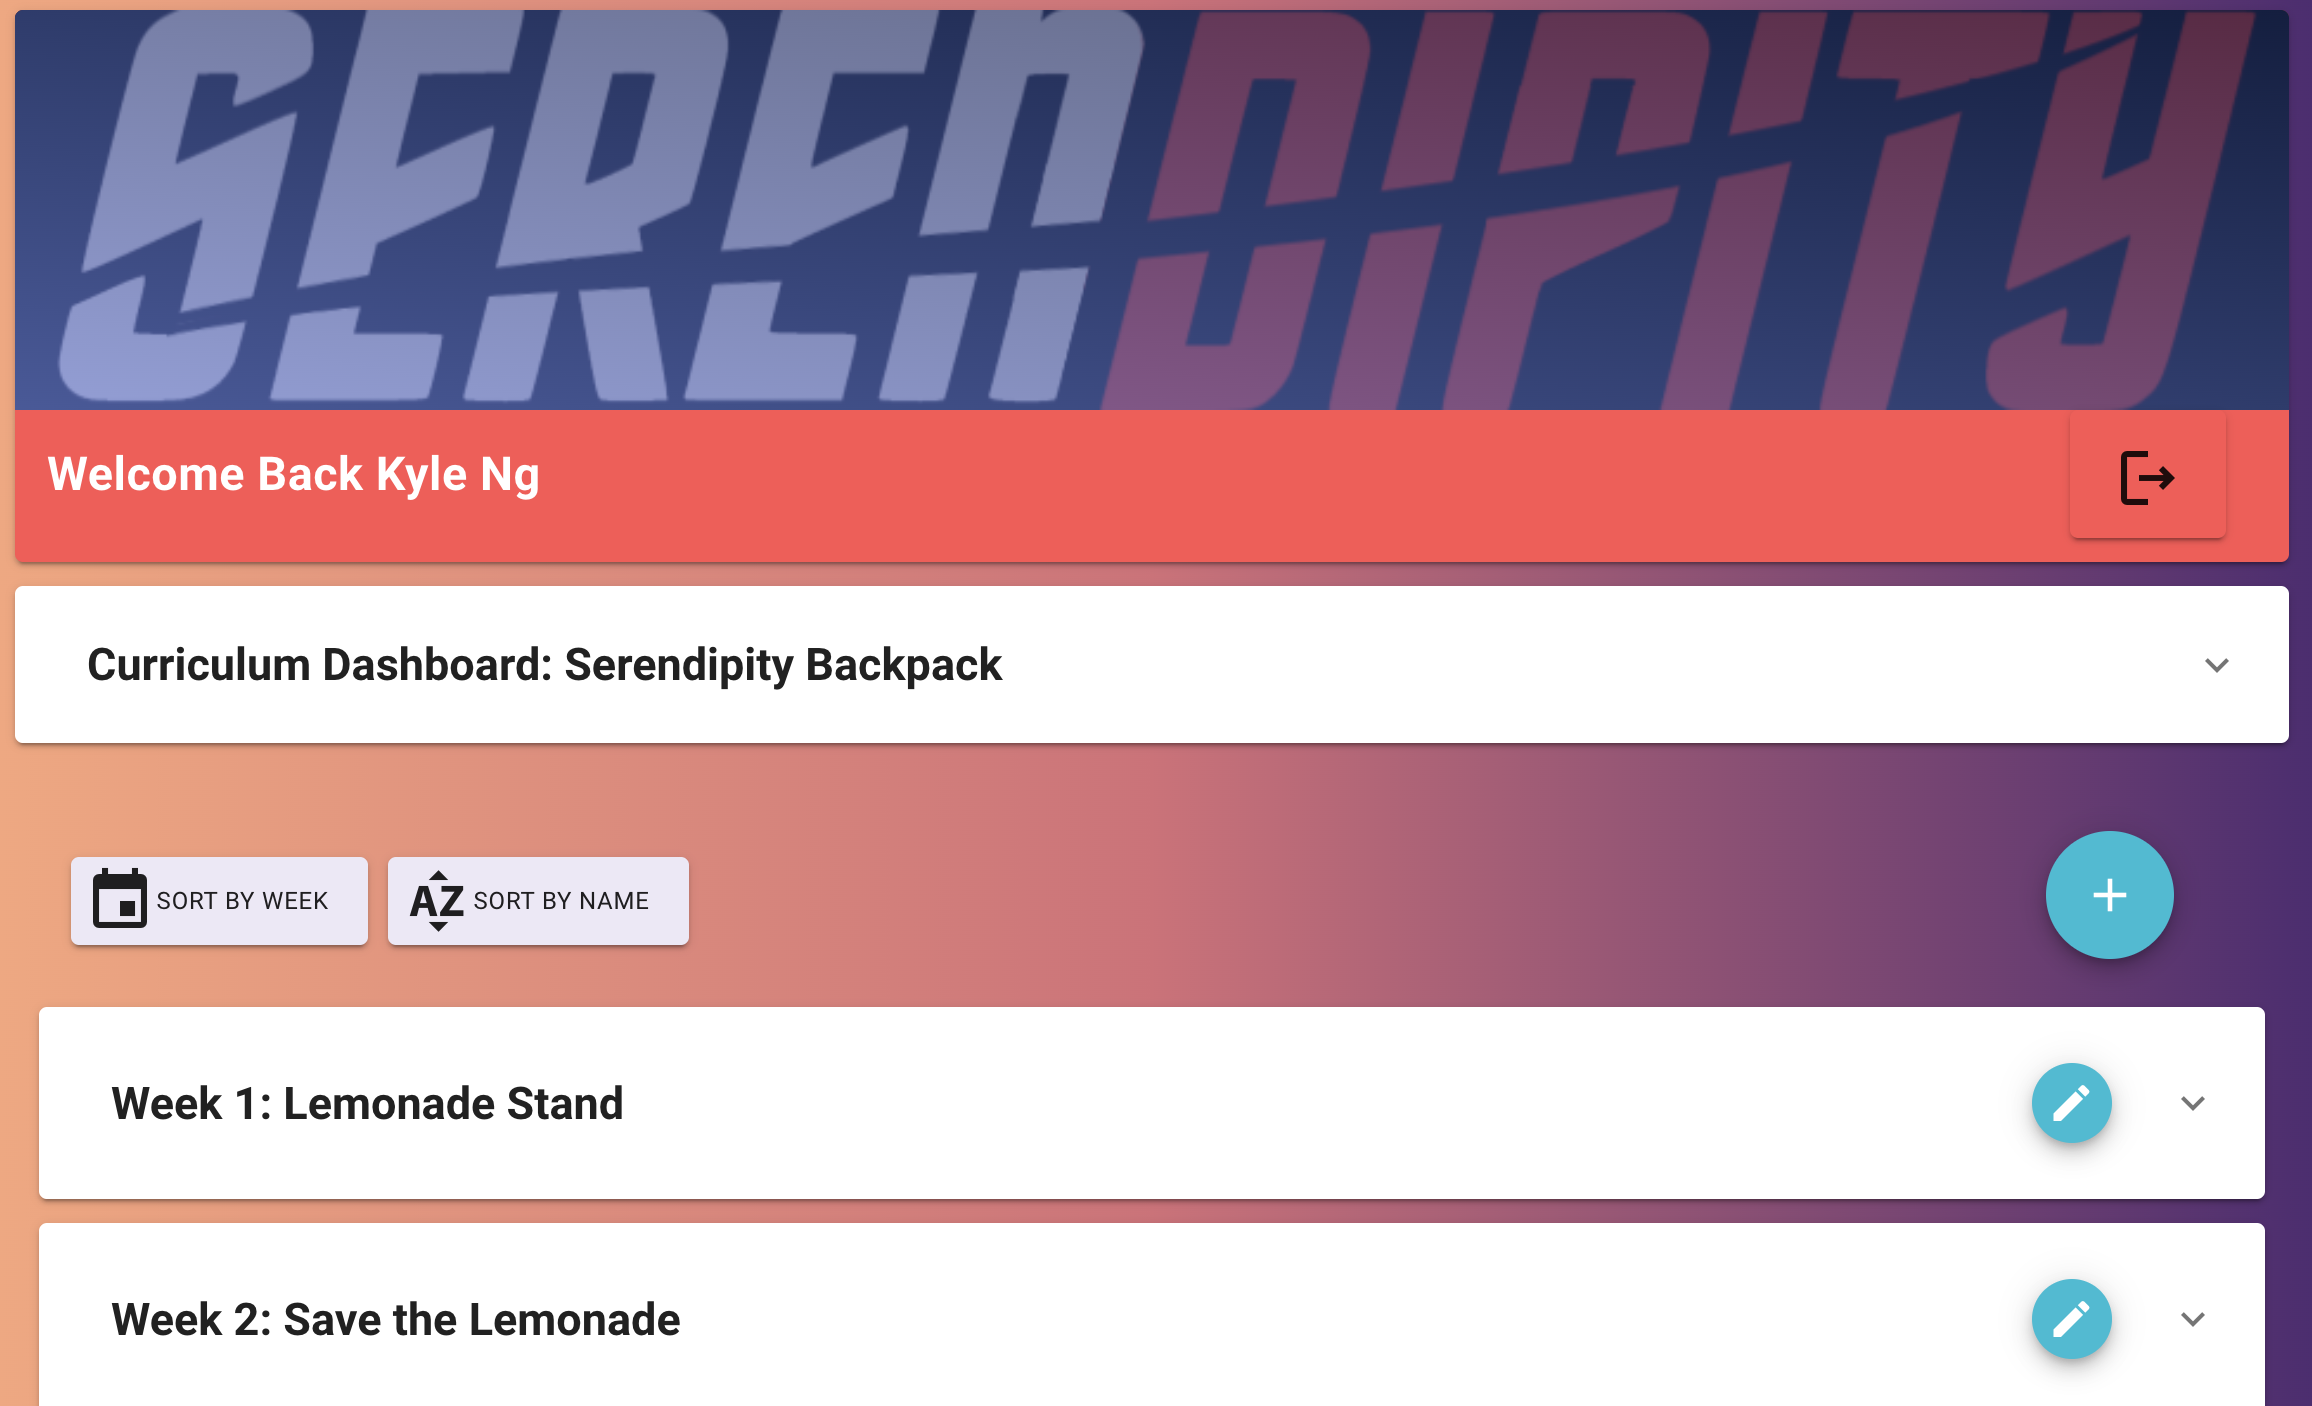 SERENDIPITY
Welcome Back Kyle Ng
Curriculum Dashboard: Serendipity Backpack
SORT BY WEEK
AZ SORT BY NAME
Week 1: Lemonade Stand
Week 2: Save the Lemonade